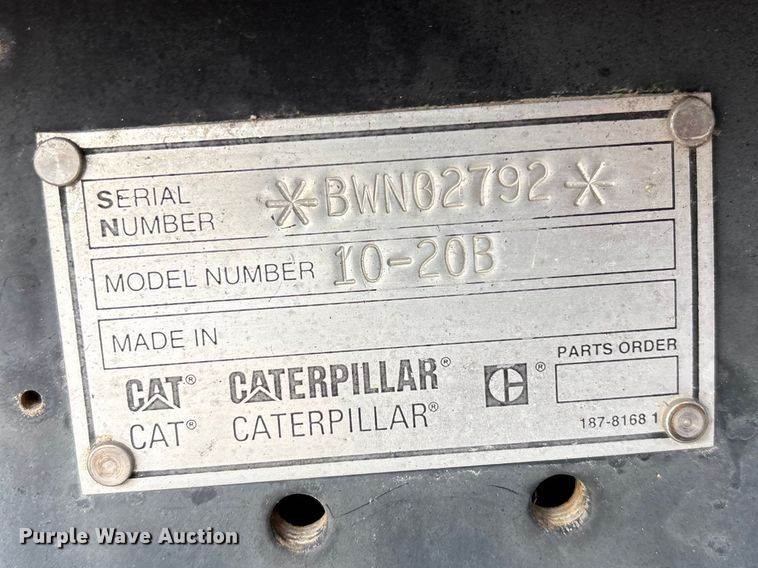 SERIAL
NUMBER *BWN02792*
MODEL NUMBER 10-20B
MADE IN
CAT® CATERPILLAR® C® PARTS ORDER
CAT® CATERPILLAR® 187-8168 1
Purple Wave Auction